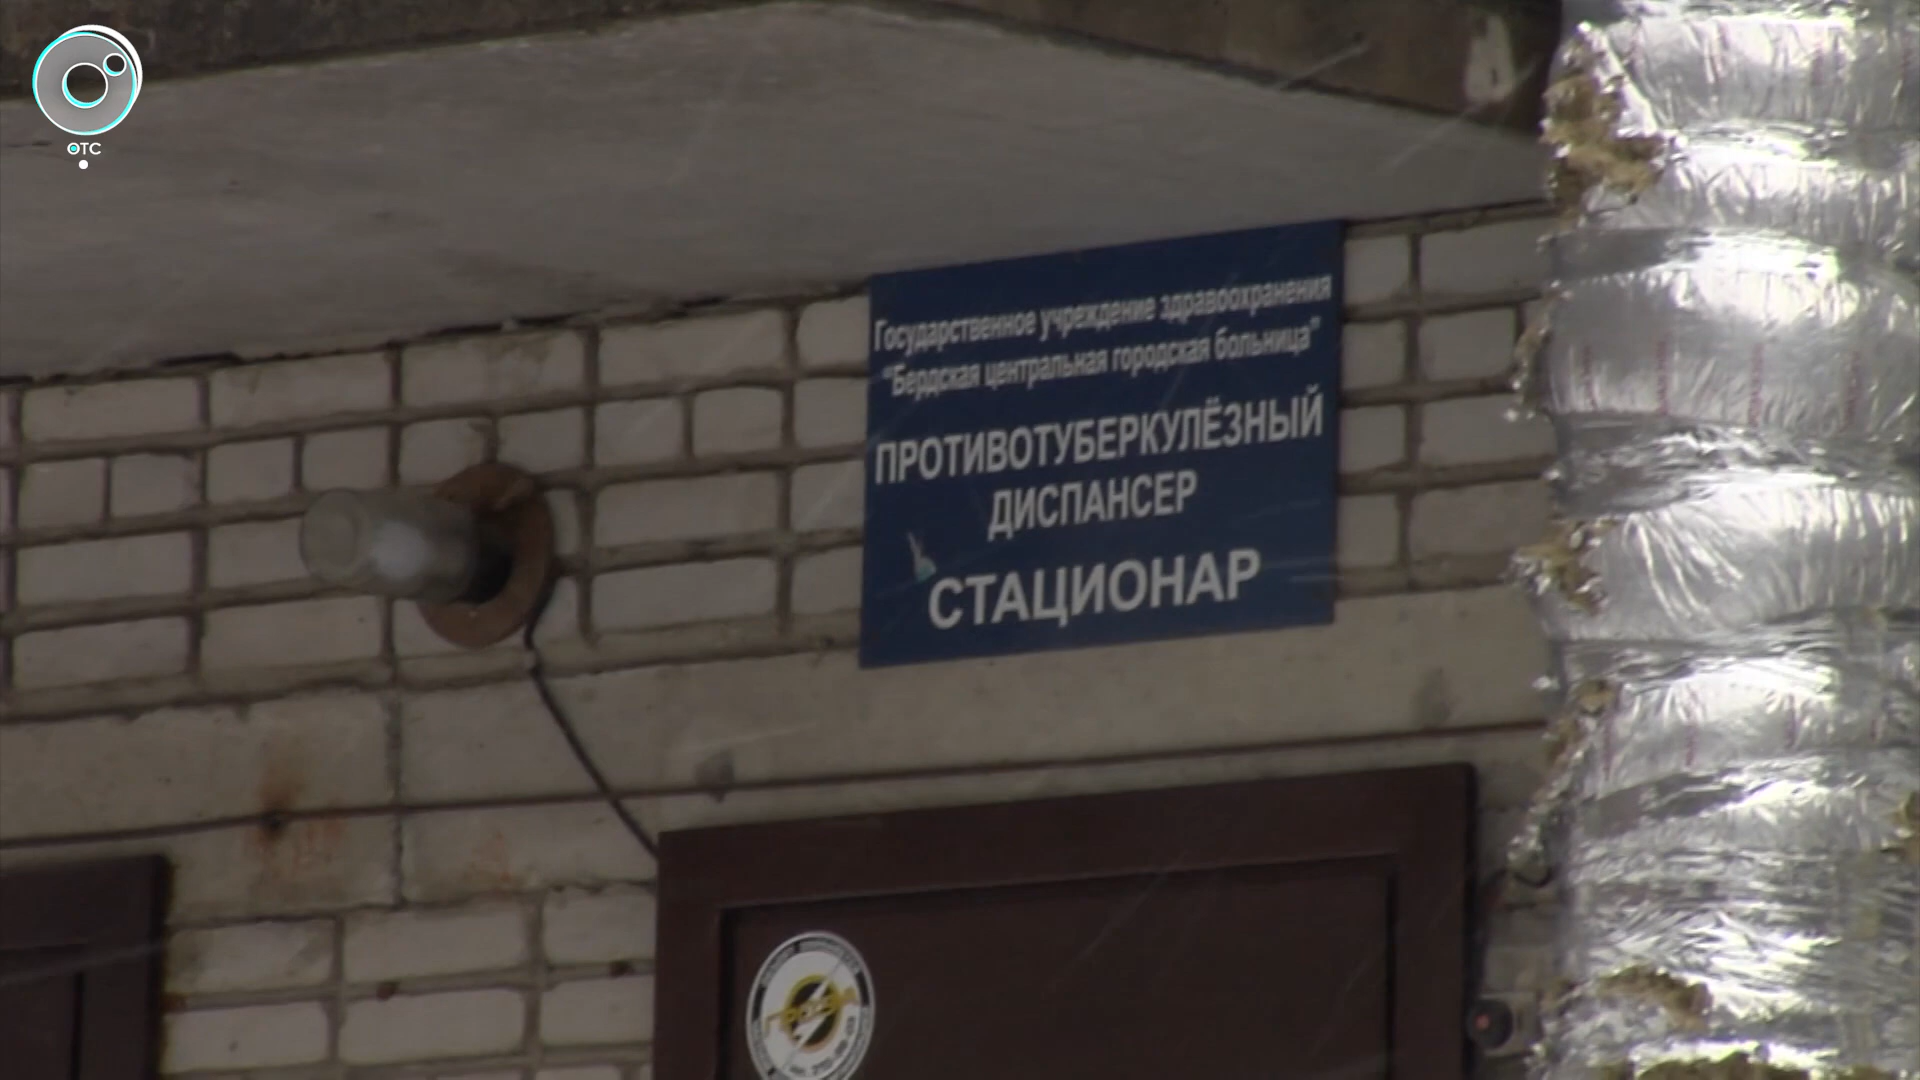 ОТС
Государственное учреждение здравоохранения
"Бердская центральная городская больница"
ПРОТИВОТУБЕРКУЛЁЗНЫЙ
ДИСПАНСЕР
СТАЦИОНАР